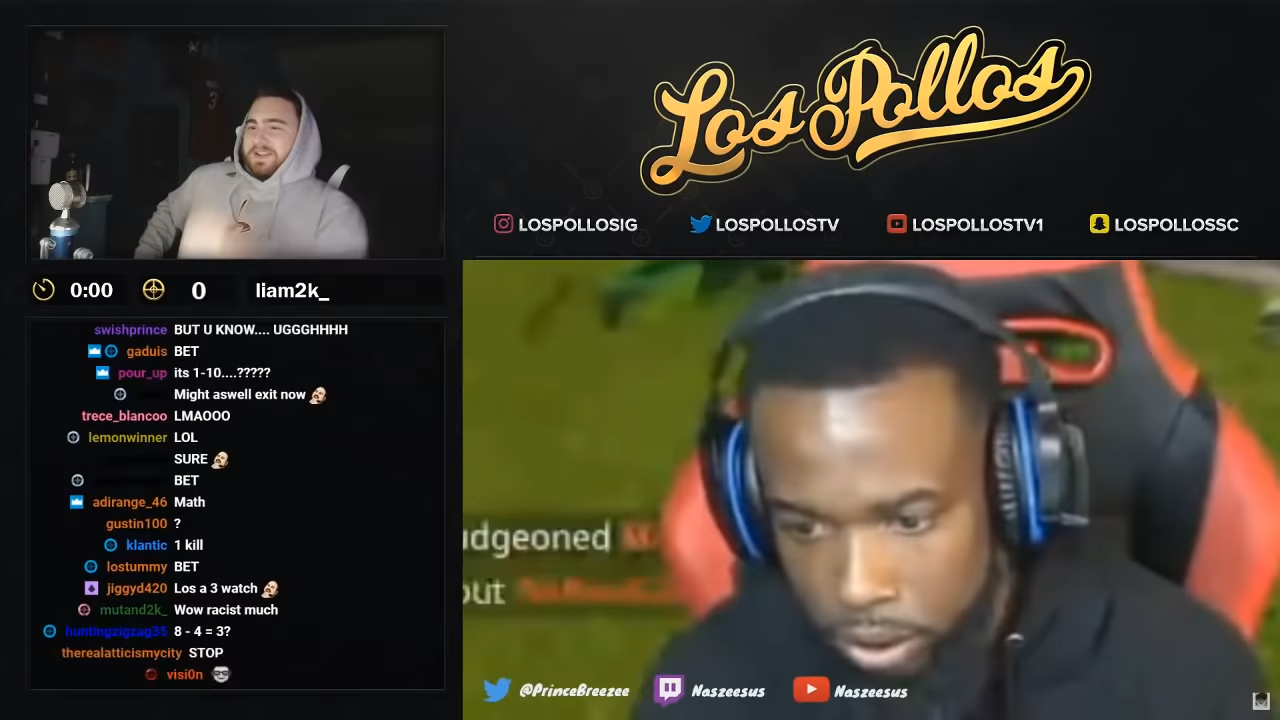 Los Pollos
LOSPOLLOSIG LOSPOLLOSTV LOSPOLLOSTV1 LOSPOLLOSSC
0:00 0 liam2k_
swishprince BUT U KNOW.... UGGGHHHH
gaduis BET
pour_up its 1-10....?????
Might aswell exit now
trece_blancoo LMAOOO
lemonwinner LOL
SURE
BET
adirange_46 Math
gustin100 ?
klantic 1 kill
lostummy BET
jiggyd420 Los a 3 watch
mutand2k_ Wow racist much
huntingzigzag35 8 - 4 = 3?
therealatticismycity STOP
visi0n
udgeoned
out
@PrinceBreezee Naszeesus Naszeesus